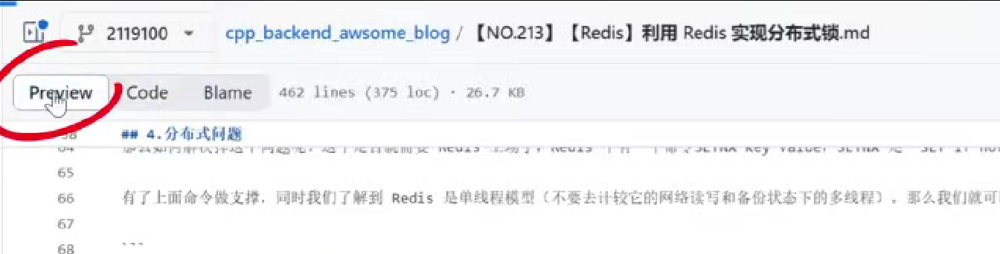 2119100 cpp_backend_awsome_blog / 【NO.213】【Redis】利用 Redis 实现分布式锁.md
Preview Code Blame 462 lines (375 loc) · 26.7 KB
## 4.分布式问题
65
66 有了上面命令做支撑，同时我们了解到 Redis 是单线程模型（不要去计较它的网络读写和备份状态下的多线程）。那么我们就可
67
68 ```